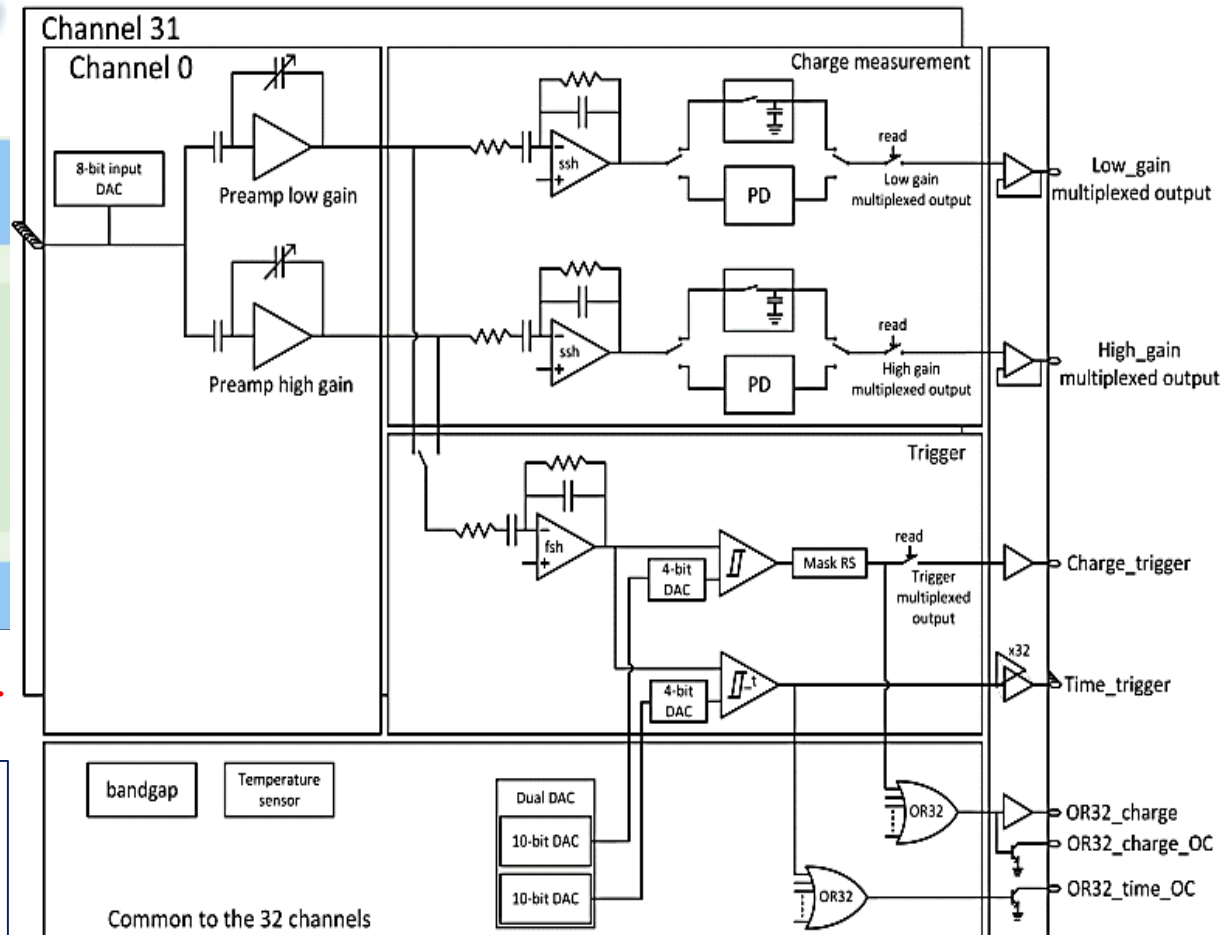 Channel 31
Channel 0
Charge measurement
8-bit input
DAC
Preamp low gain
ssh
PD
read
Low gain
multiplexed output
Low_gain
multiplexed output
Preamp high gain
ssh
PD
read
High gain
multiplexed output
High_gain
multiplexed output
Trigger
fsh
4-bit
DAC
Mask RS
read
Trigger
multiplexed
output
Charge_trigger
4-bit
DAC
_t
x32
Time_trigger
bandgap
Temperature
sensor
Dual DAC
10-bit DAC
10-bit DAC
OR32
OR32_charge
OR32_charge_OC
OR32
OR32_time_OC
Common to the 32 channels